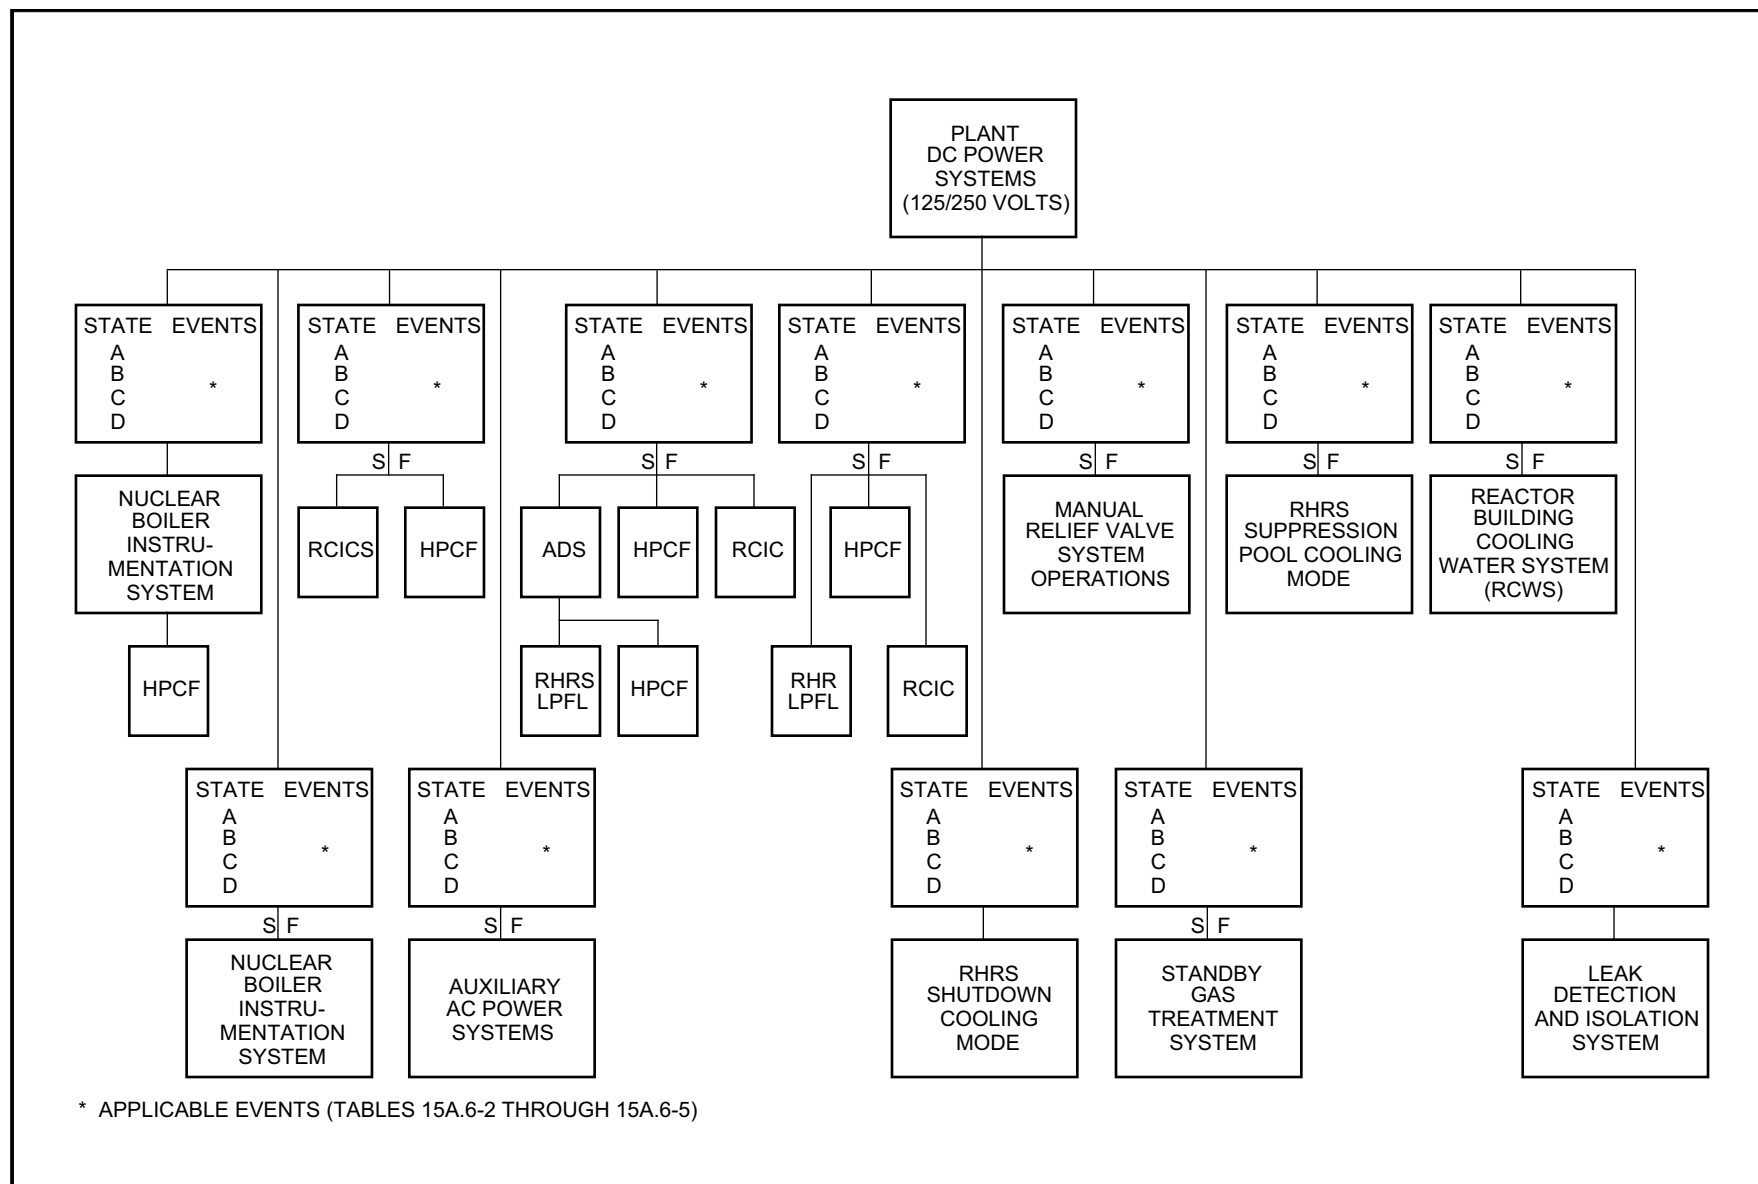 PLANT
DC POWER
SYSTEMS
(125/250 VOLTS)
STATE EVENTS
A
B
C
D
*
STATE EVENTS
A
B
C
D
*
STATE EVENTS
A
B
C
D
*
STATE EVENTS
A
B
C
D
*
STATE EVENTS
A
B
C
D
*
STATE EVENTS
A
B
C
D
*
STATE EVENTS
A
B
C
D
*
S F
S F
S F
S F
S F
S F
NUCLEAR
BOILER
INSTRU-
MENTATION
SYSTEM
RCICS
HPCF
ADS
HPCF
RCIC
HPCF
MANUAL
RELIEF VALVE
SYSTEM
OPERATIONS
RHRS
SUPPRESSION
POOL COOLING
MODE
REACTOR
BUILDING
COOLING
WATER SYSTEM
(RCWS)
HPCF
RHRS
LPFL
HPCF
RHR
LPFL
RCIC
STATE EVENTS
A
B
C
D
*
STATE EVENTS
A
B
C
D
*
STATE EVENTS
A
B
C
D
*
STATE EVENTS
A
B
C
D
*
STATE EVENTS
A
B
C
D
*
S F
S F
S F
NUCLEAR
BOILER
INSTRU-
MENTATION
SYSTEM
AUXILIARY
AC POWER
SYSTEMS
RHRS
SHUTDOWN
COOLING
MODE
STANDBY
GAS
TREATMENT
SYSTEM
LEAK
DETECTION
AND ISOLATION
SYSTEM
* APPLICABLE EVENTS (TABLES 15A.6-2 THROUGH 15A.6-5)